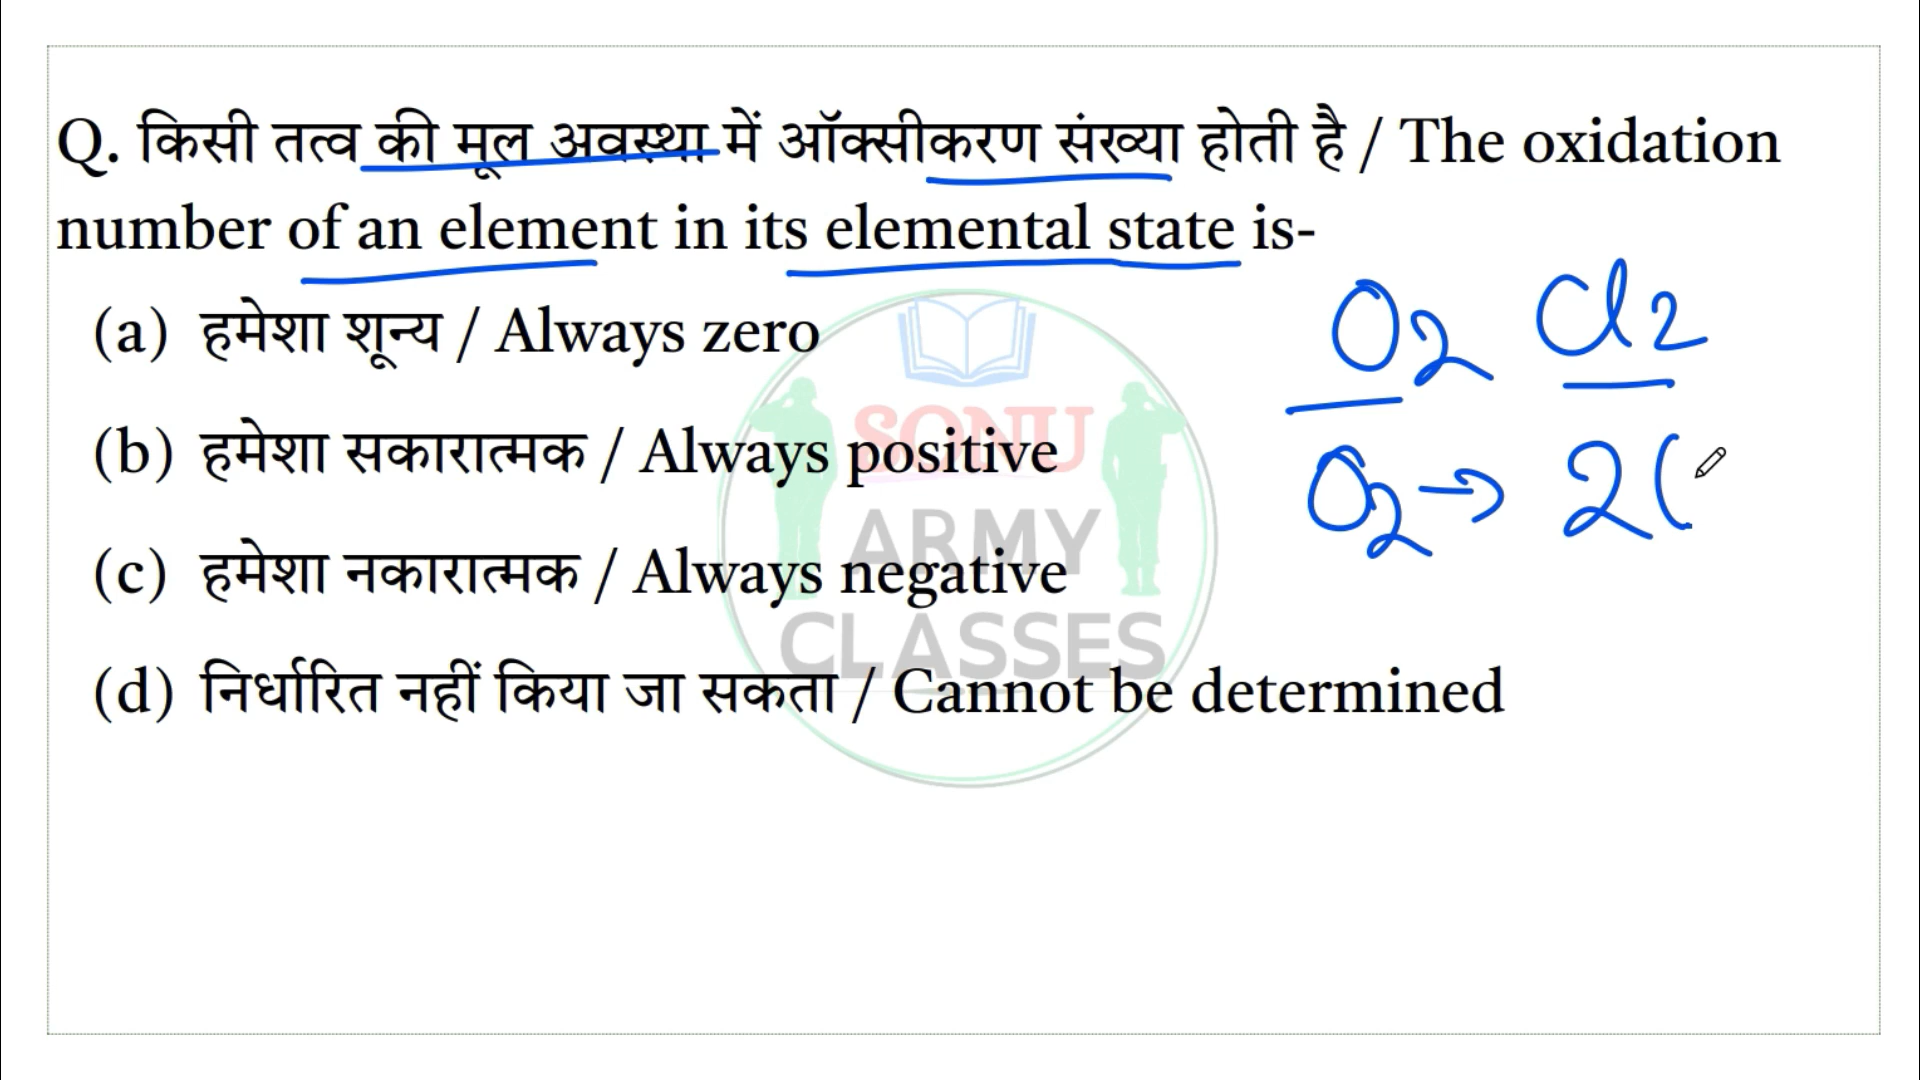 Q. किसी तत्व की मूल अवस्था में ऑक्सीकरण संख्या होती है / The oxidation
number of an element in its elemental state is-
(a) हमेशा शून्य / Always zero
(b) हमेशा सकारात्मक / Always positive
(c) हमेशा नकारात्मक / Always negative
(d) निर्धारित नहीं किया जा सकता / Cannot be determined
O2 Cl2
O2 → 2(
SONU
ARMY
CLASSES